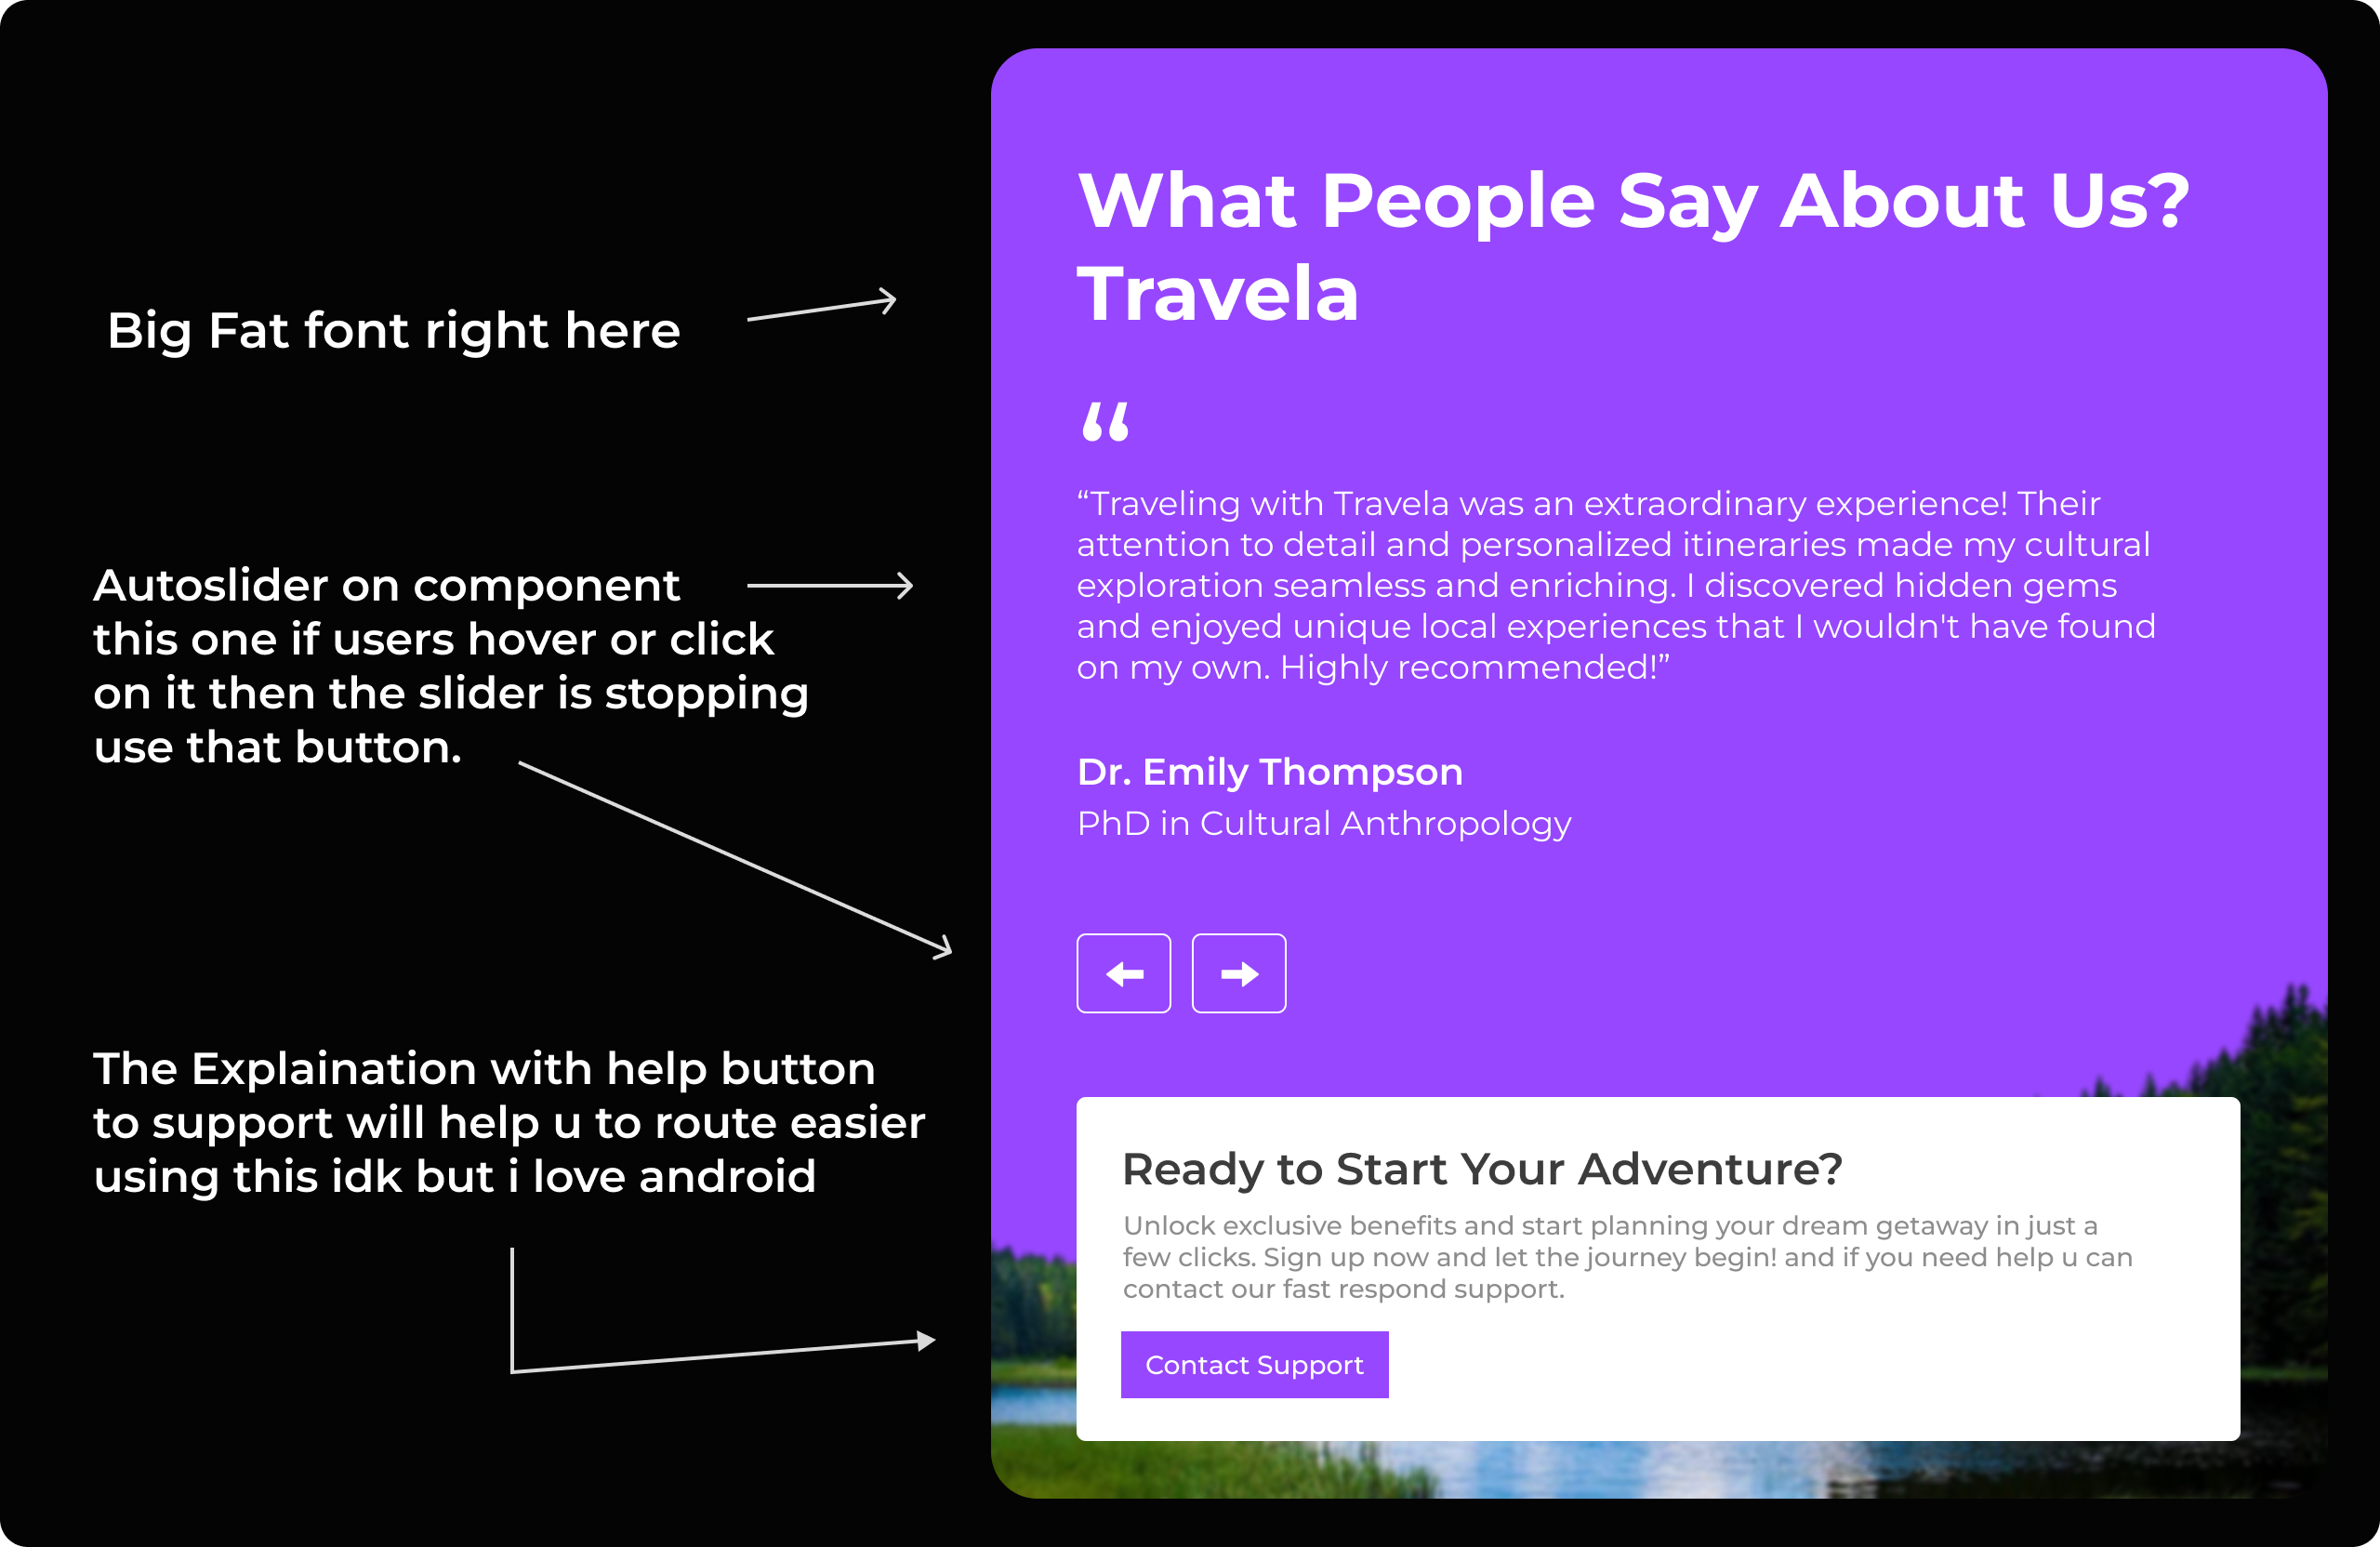 Big Fat font right here
Autoslider on component
this one if users hover or click
on it then the slider is stopping
use that button.
The Explaination with help button
to support will help u to route easier
using this idk but i love android
What People Say About Us?
Travela
“
“Traveling with Travela was an extraordinary experience! Their
attention to detail and personalized itineraries made my cultural
exploration seamless and enriching. I discovered hidden gems
and enjoyed unique local experiences that I wouldn't have found
on my own. Highly recommended!”
Dr. Emily Thompson
PhD in Cultural Anthropology
Ready to Start Your Adventure?
Unlock exclusive benefits and start planning your dream getaway in just a
few clicks. Sign up now and let the journey begin! and if you need help u can
contact our fast respond support.
Contact Support